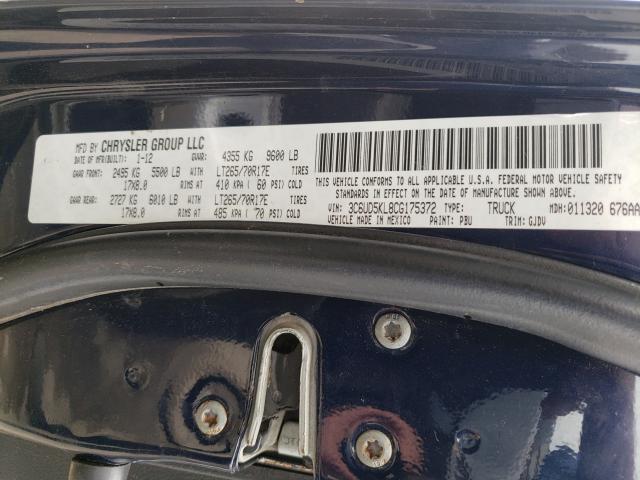 MFD BY CHRYSLER GROUP LLC
DATE OF MFR(BUILT): 1-12 GVWR: 4355 KG 9600 LB
GAWR FRONT: 2495 KG 5500 LB WITH LT265/70R17E TIRES
17X8.0 RIMS AT 410 KPA ( 60 PSI) COLD
GAWR REAR: 2727 KG 6010 LB WITH LT265/70R17E TIRES
17X8.0 RIMS AT 485 KPA ( 70 PSI) COLD
THIS VEHICLE CONFORMS TO ALL APPLICABLE U.S.A. FEDERAL MOTOR VEHICLE SAFETY
STANDARDS IN EFFECT ON THE DATE OF MANUFACTURE SHOWN ABOVE.
VIN: 3C6UD5KL8CG175372 TYPE: TRUCK MDH: 011320 676AA
VEHICLE MADE IN MEXICO PAINT: PBU TRIM: GJDV